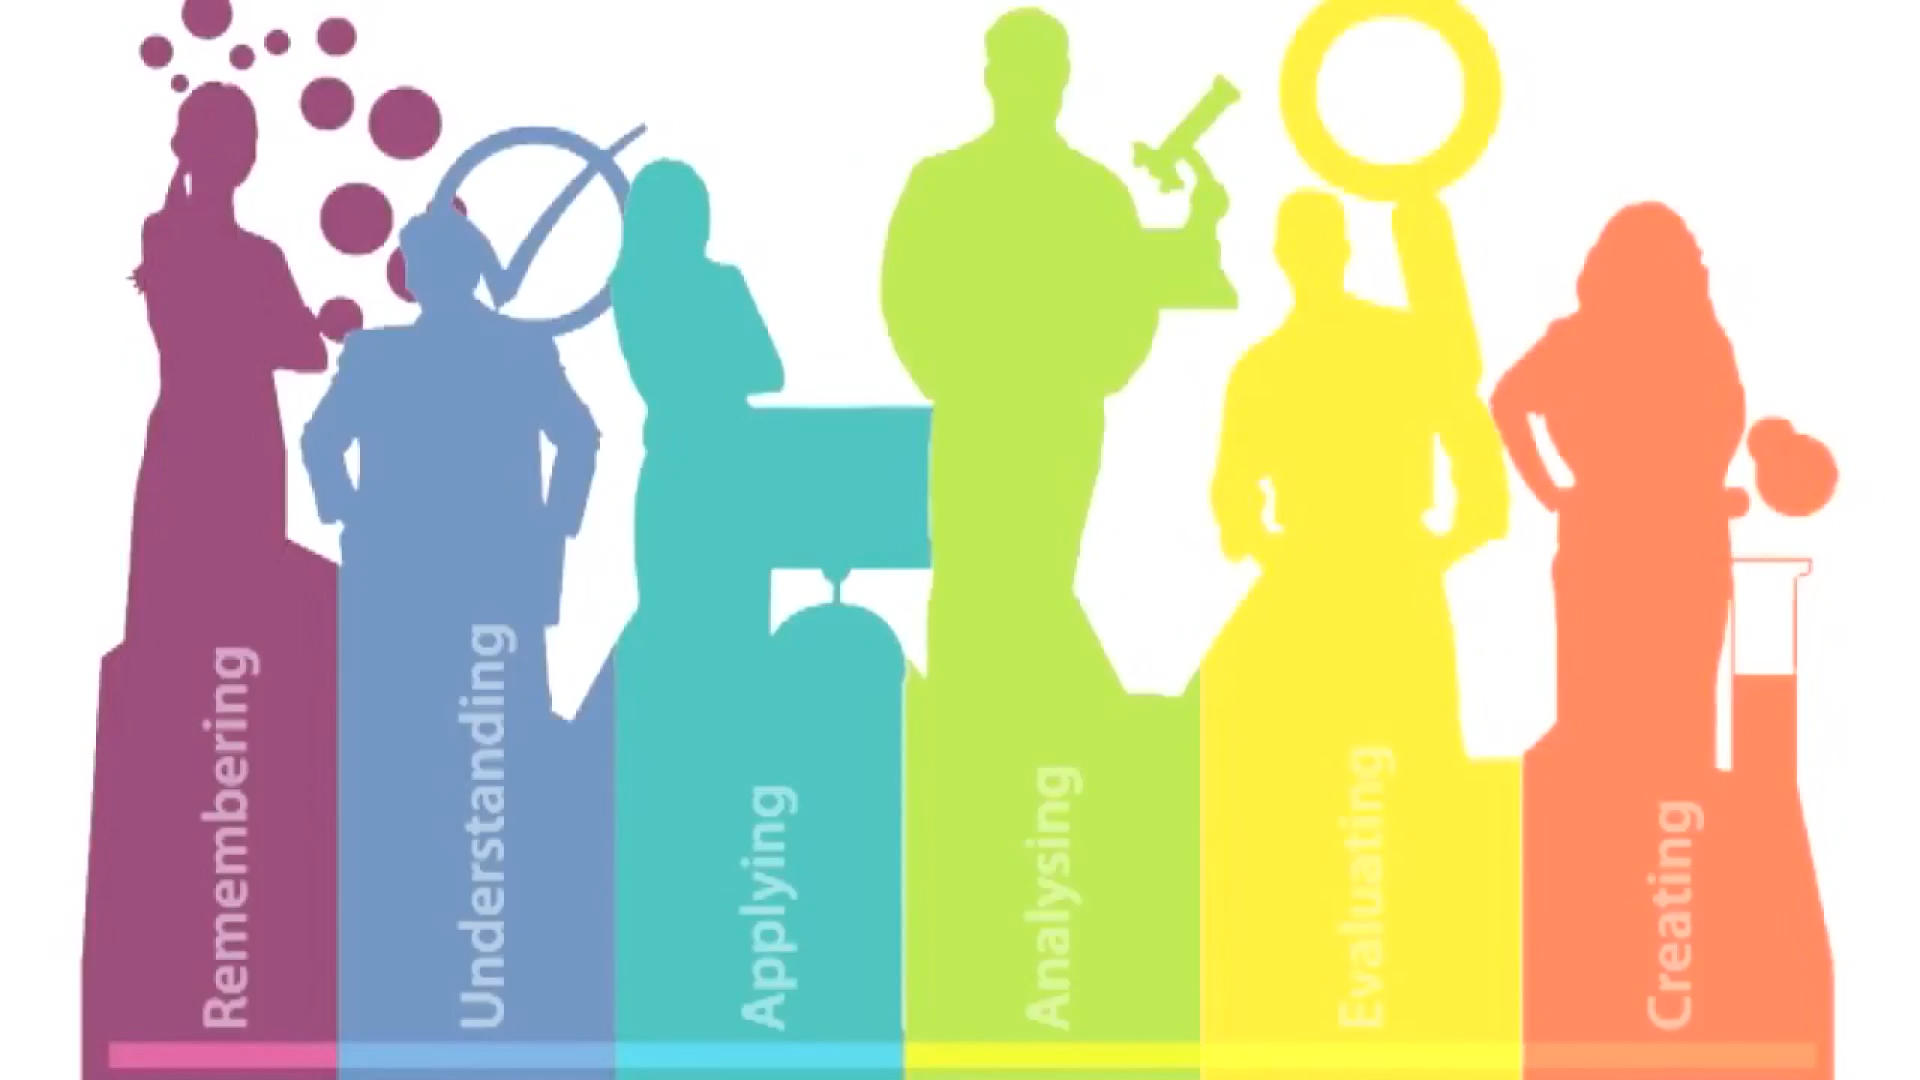 Remembering
Understanding
Applying
Analysing
Evaluating
Creating